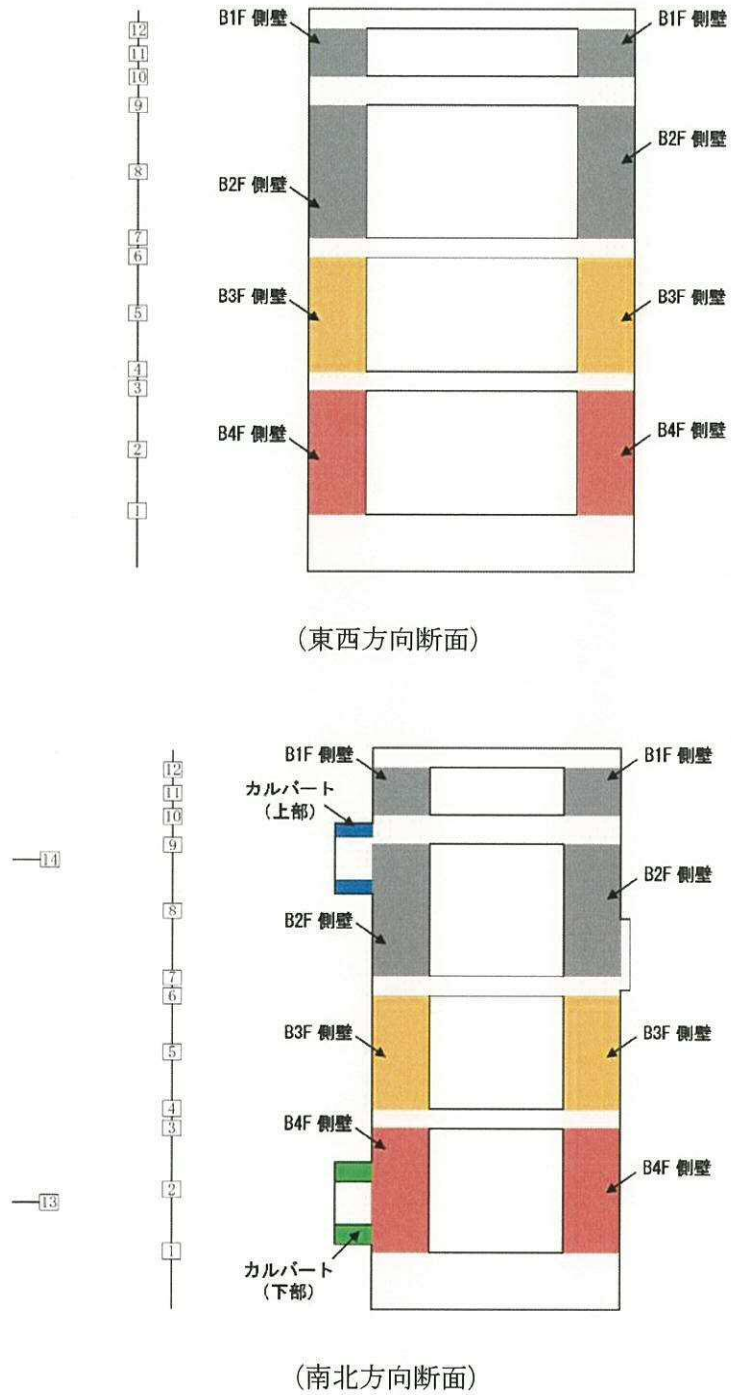 12
11
10
9
8
7
6
5
4
3
2
1
B1F 側壁
B1F 側壁
B2F 側壁
B2F 側壁
B3F 側壁
B3F 側壁
B4F 側壁
B4F 側壁
(東西方向断面)
14
13
12
11
10
9
8
7
6
5
4
3
2
1
B1F 側壁
B1F 側壁
カルバート
(上部)
B2F 側壁
B2F 側壁
B3F 側壁
B3F 側壁
B4F 側壁
B4F 側壁
カルバート
(下部)
(南北方向断面)